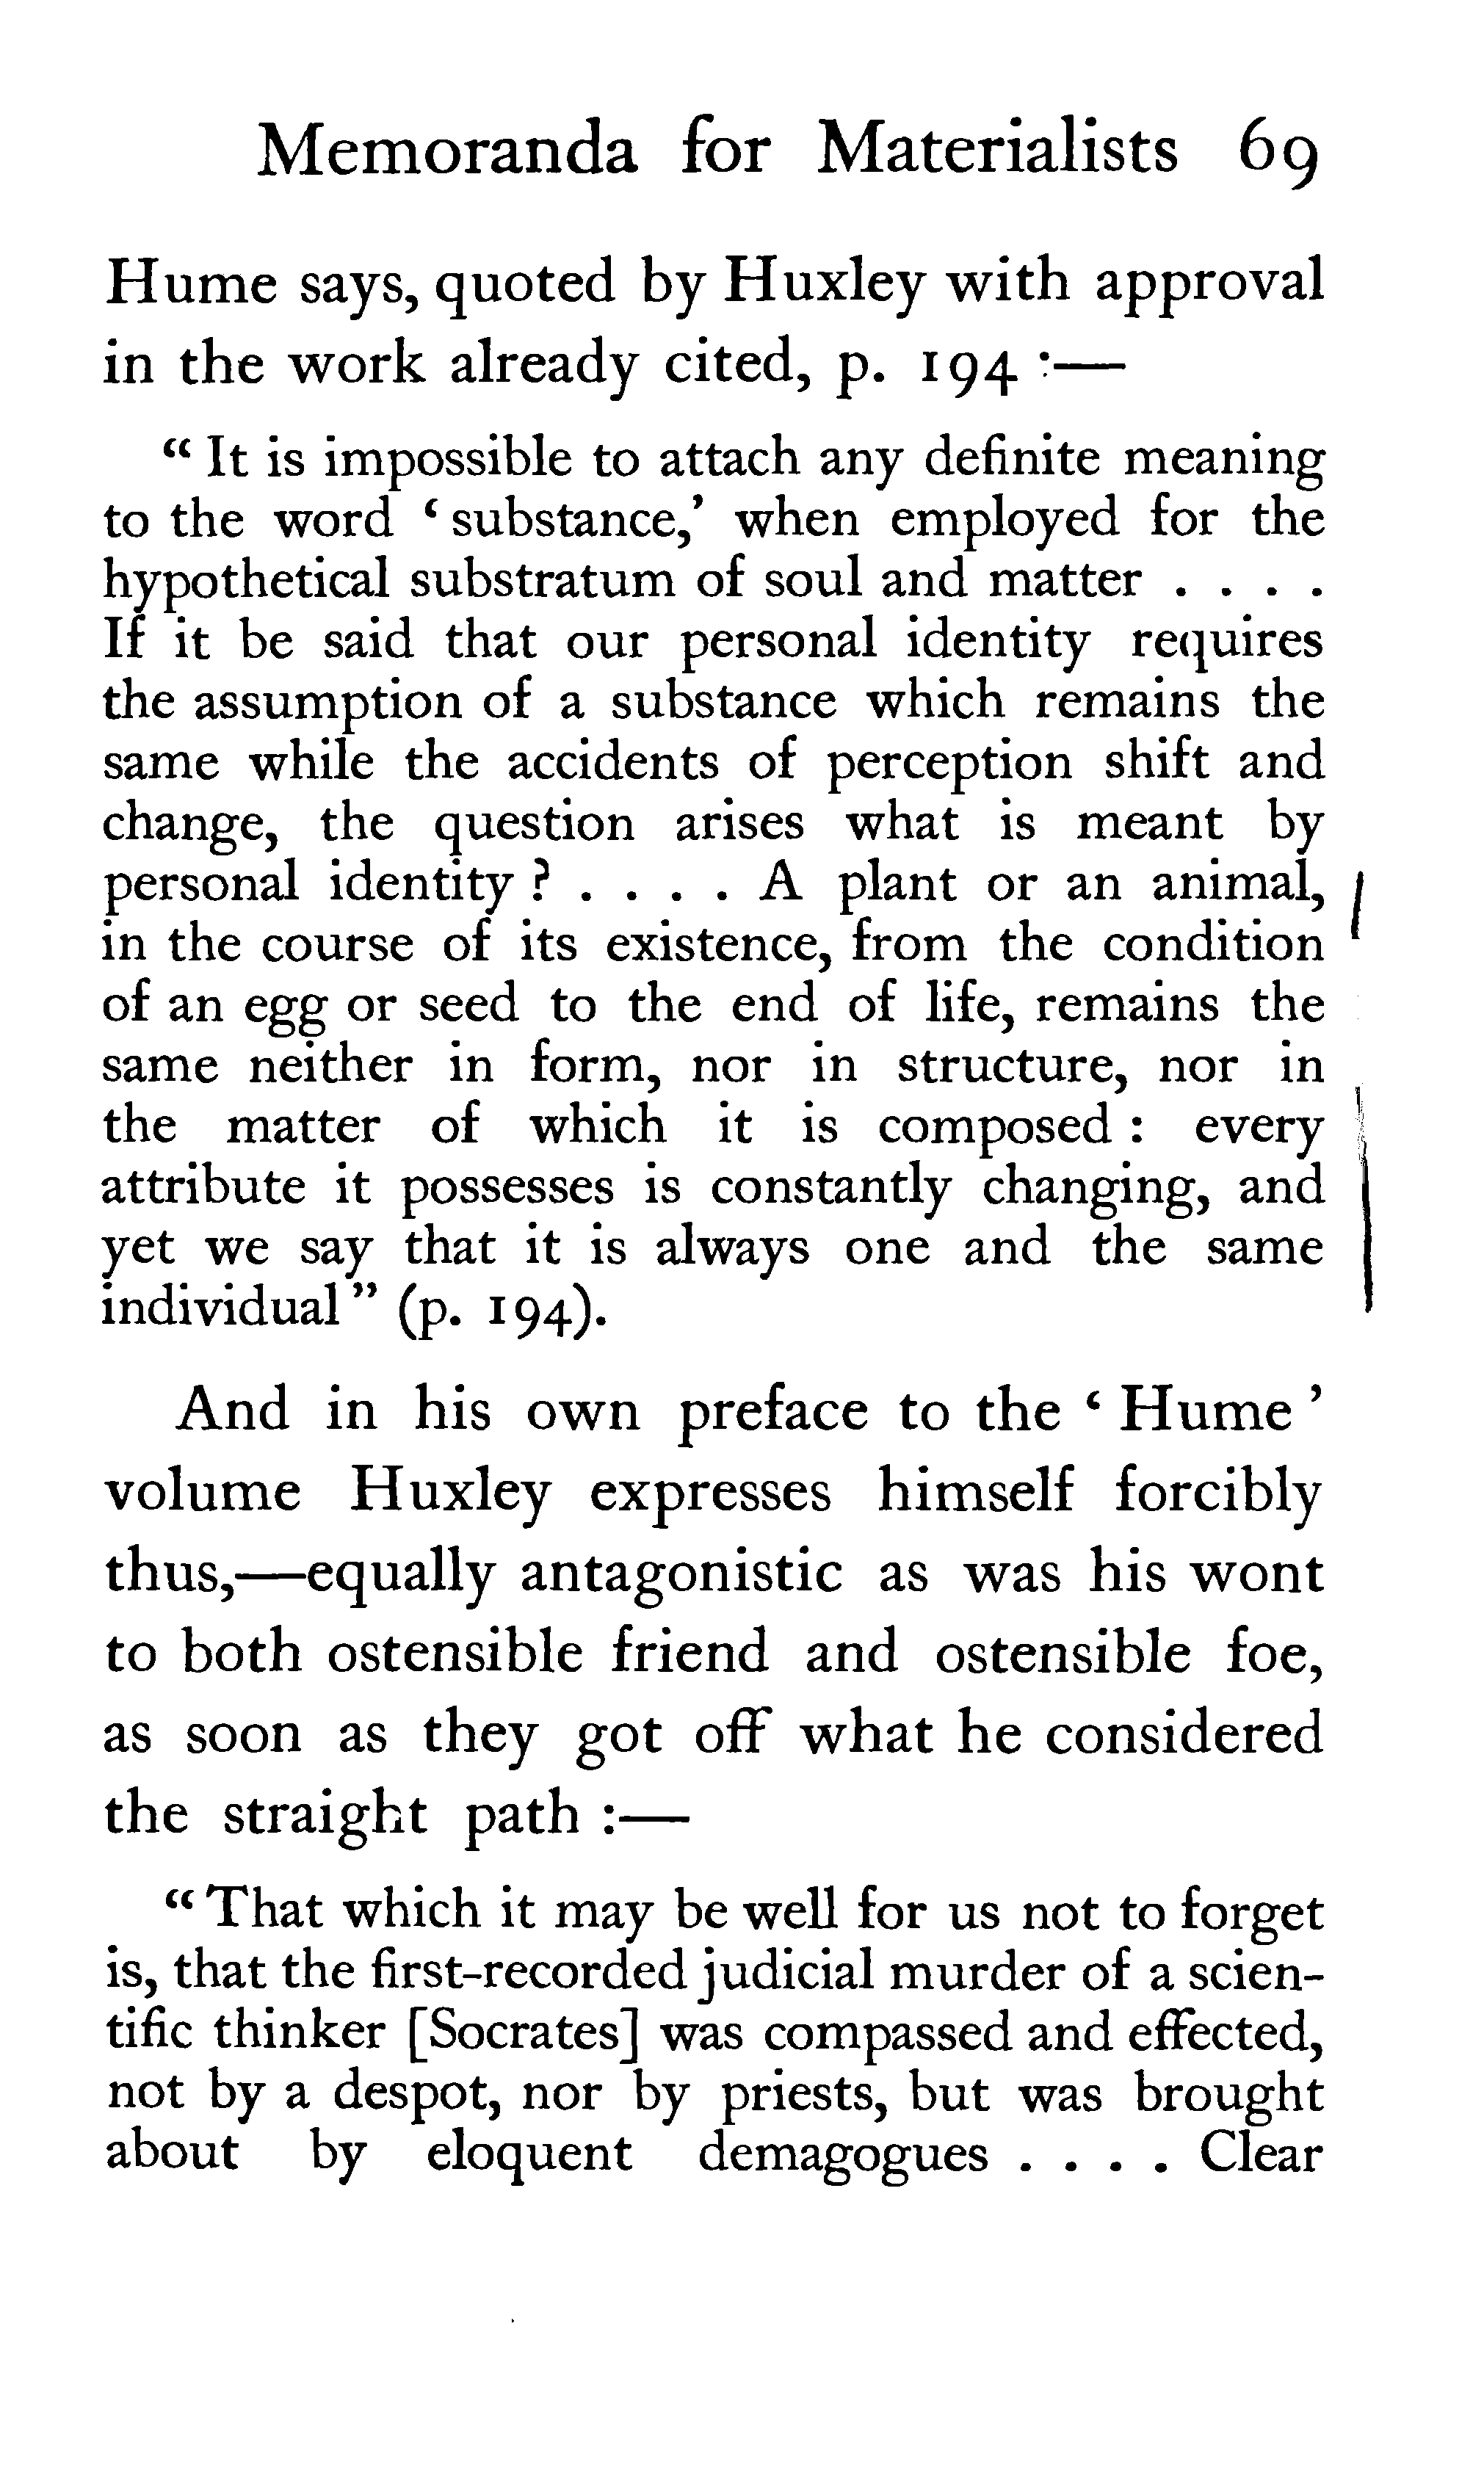 Memoranda for Materialists 69
Hume says, quoted by Huxley with approval
in the work already cited, p. 194 :—
“ It is impossible to attach any definite meaning
to the word ‘ substance,’ when employed for the
hypothetical substratum of soul and matter . . . .
If it be said that our personal identity requires
the assumption of a substance which remains the
same while the accidents of perception shift and
change, the question arises what is meant by
personal identity ? . . . . A plant or an animal,
in the course of its existence, from the condition
of an egg or seed to the end of life, remains the
same neither in form, nor in structure, nor in
the matter of which it is composed : every
attribute it possesses is constantly changing, and
yet we say that it is always one and the same
individual ” (p. 194).
And in his own preface to the ‘ Hume ’
volume Huxley expresses himself forcibly
thus,—equally antagonistic as was his wont
to both ostensible friend and ostensible foe,
as soon as they got off what he considered
the straight path :—
“ That which it may be well for us not to forget
is, that the first-recorded judicial murder of a scien-
tific thinker [Socrates] was compassed and effected,
not by a despot, nor by priests, but was brought
about by eloquent demagogues . . . . Clear